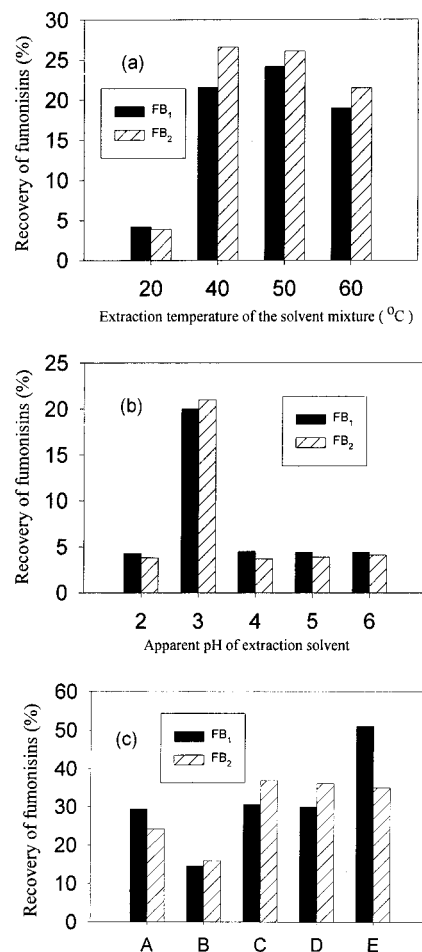 30
25
20
15
10
5
0
Recovery of fumonisins (%)
(a)
FB₁
FB₂
20 40 50 60
Extraction temperature of the solvent mixture ( ⁰C )
25
20
15
10
5
0
Recovery of fumonisins (%)
(b)
FB₁
FB₂
2 3 4 5 6
Apparent pH of extraction solvent
60
50
40
30
20
10
0
Recovery of fumonisins (%)
(c)
FB₁
FB₂
A B C D E